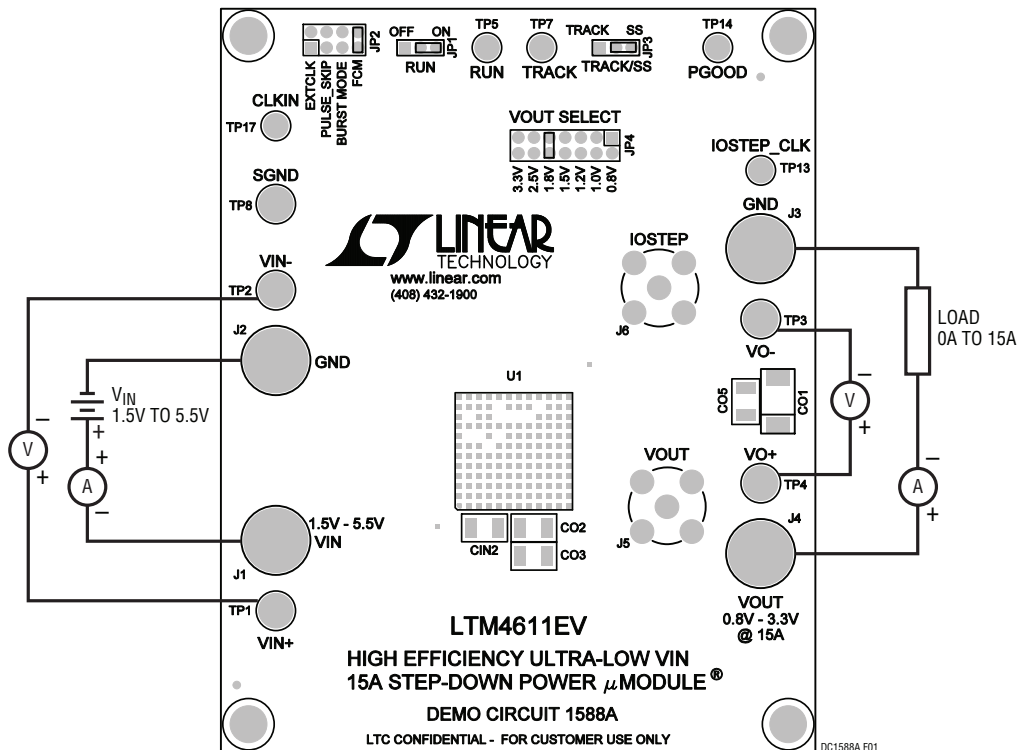 JP2
EXTCLK
PULSE_SKIP
BURST MODE
FCM
OFF ON
JP1
RUN
TP5
RUN
TP7
TRACK
TRACK SS
JP3
TRACK/SS
TP14
PGOOD
CLKIN
TP17
VOUT SELECT
JP4
3.3V
2.5V
1.8V
1.5V
1.2V
1.0V
0.8V
IOSTEP_CLK
TP13
SGND
TP8
GND
J3
LINEAR
TECHNOLOGY
www.linear.com
(408) 432-1900
IOSTEP
J6
VIN-
TP2
J2
GND
TP3
VO-
LOAD
0A TO 15A
U1
VIN
1.5V TO 5.5V
+
+
A
−
−
V
+
CO5
CO1
−
V
+
VOUT
J5
VO+
TP4
J4
−
A
+
1.5V - 5.5V
VIN
J1
CIN2
CO2
CO3
TP1
VIN+
VOUT
0.8V - 3.3V
@ 15A
LTM4611EV
HIGH EFFICIENCY ULTRA-LOW VIN
15A STEP-DOWN POWER µMODULE®
DEMO CIRCUIT 1588A
LTC CONFIDENTIAL - FOR CUSTOMER USE ONLY
DC1588A F01